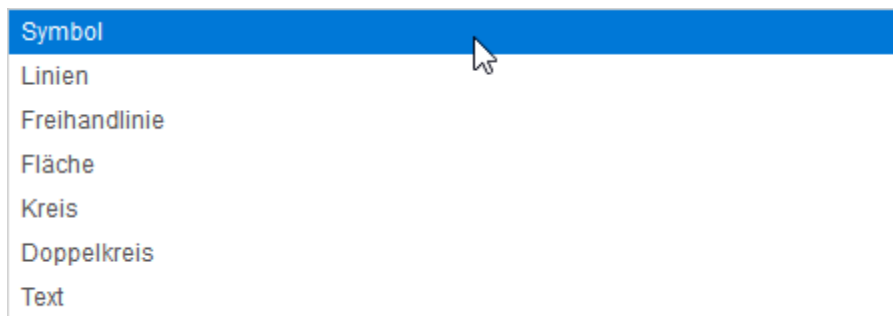 Symbol
Linien
Freihandlinie
Fläche
Kreis
Doppelkreis
Text